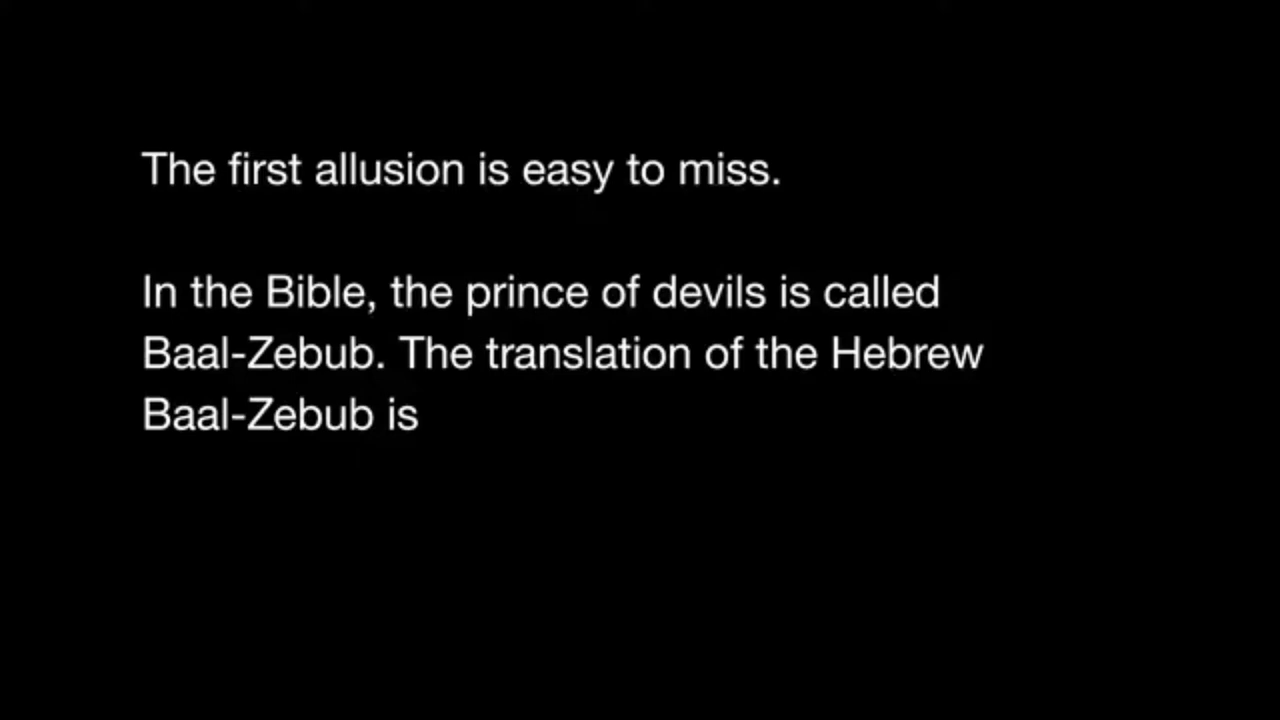 The first allusion is easy to miss.
In the Bible, the prince of devils is called
Baal-Zebub. The translation of the Hebrew
Baal-Zebub is